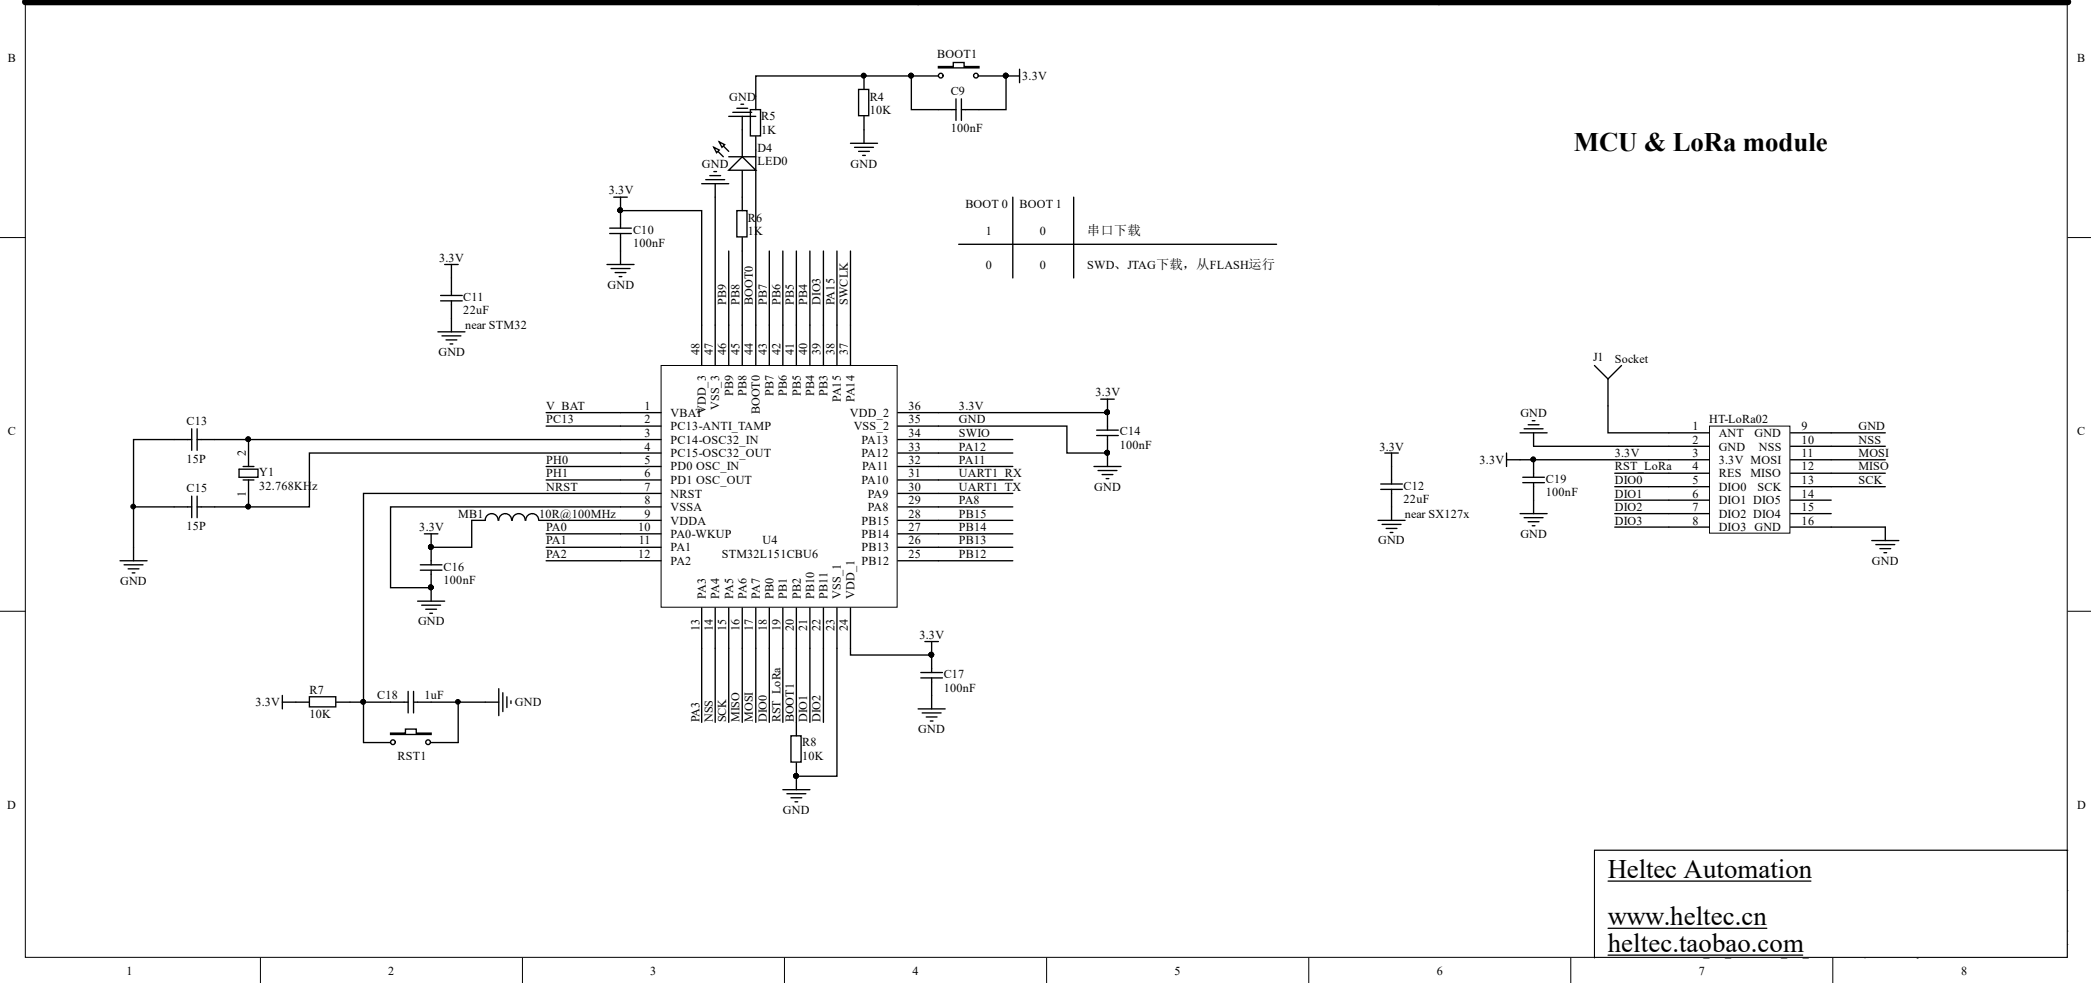 B
B
BOOT1
3.3V
C9
100nF
R4
10K
GND
GND
R5
1K
D4
LED0
GND
R6
1K
MCU & LoRa module
3.3V
C10
100nF
GND
BOOT 0 BOOT 1
1 0 串口下载
0 0 SWD、JTAG下载，从FLASH运行
3.3V
C11
22uF
near STM32
GND
PB9
PB8
BOOT0
PB7
PB6
PB5
PB4
DIO3
PA15
SWCLK
48 47 46 45 44 43 42 41 40 39 38 37
VDD_3
VSS_3
PB9
PB8
BOOT0
PB7
PB6
PB5
PB4
PB3
PA15
PA14
C
C
V_BAT 1 VBAT
PC13 2 PC13-ANTI_TAMP
3 PC14-OSC32_IN
4 PC15-OSC32_OUT
PH0 5 PD0 OSC_IN
PH1 6 PD1 OSC_OUT
NRST 7 NRST
8 VSSA
MB1 10R@100MHz 9 VDDA
PA0 10 PA0-WKUP
PA1 11 PA1
PA2 12 PA2
U4
STM32L151CBU6
VDD_2 36 3.3V
VSS_2 35 GND
PA13 34 SWIO
PA12 33 PA12
PA11 32 PA11
PA10 31 UART1_RX
PA9 30 UART1_TX
PA8 29 PA8
PB15 28 PB15
PB14 27 PB14
PB13 26 PB13
PB12 25 PB12
C13
15P
2
Y1
32.768KHz
1
C15
15P
GND
3.3V
C16
100nF
GND
3.3V
C14
100nF
GND
PA3
PA4
PA5
PA6
PA7
PB0
PB1
PB2
PB10
PB11
VSS_1
VDD_1
13 14 15 16 17 18 19 20 21 22 23 24
PA3
NSS
SCK
MISO
MOSI
DIO0
RST_LoRa
BOOT1
DIO1
DIO2
3.3V
C17
100nF
GND
R8
10K
GND
3.3V
R7
10K
C18 1uF
GND
RST1
J1 Socket
GND
HT-LoRa02
1 ANT GND 9 GND
2 GND NSS 10 NSS
3.3V 3.3V 3 3.3V MOSI 11 MOSI
RST_LoRa 4 RES MISO 12 MISO
DIO0 5 DIO0 SCK 13 SCK
DIO1 6 DIO1 DIO5 14
DIO2 7 DIO2 DIO4 15
DIO3 8 DIO3 GND 16
C19
100nF
GND
GND
3.3V
C12
22uF
near SX127x
GND
D
D
Heltec Automation
www.heltec.cn
heltec.taobao.com
1 2 3 4 5 6 7 8